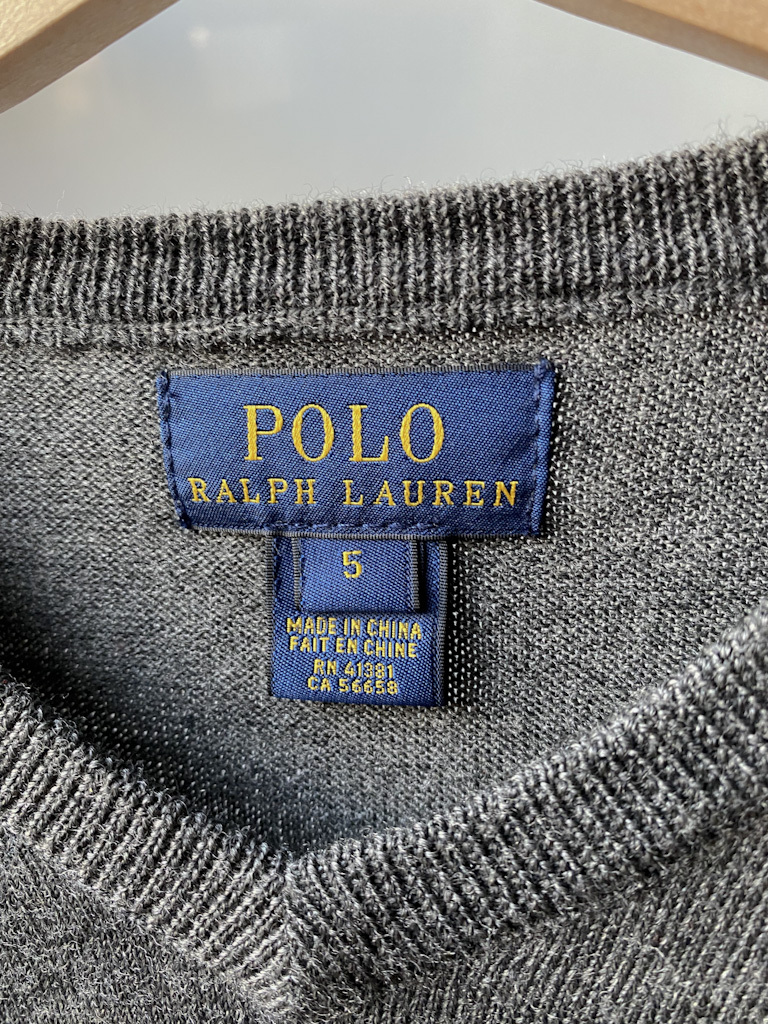 POLO
RALPH LAUREN
5
MADE IN CHINA
FAIT EN CHINE
RN 41381
CA 56658